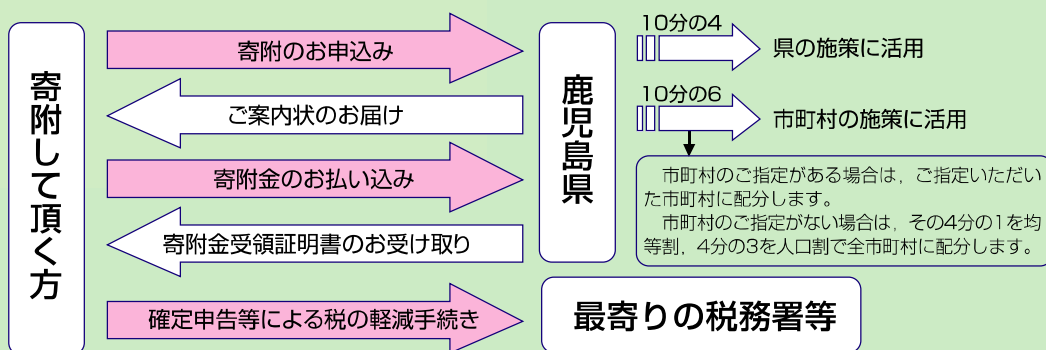 寄附して頂く方
寄附のお申込み
ご案内状のお届け
寄附金のお払い込み
寄附金受領証明書のお受け取り
確定申告等による税の軽減手続き
鹿児島県
10分の4
県の施策に活用
10分の6
市町村の施策に活用
市町村のご指定がある場合は，ご指定いただい
た市町村に配分します。
市町村のご指定がない場合は，その4分の1を均
等割，4分の3を人口割で全市町村に配分します。
最寄りの税務署等